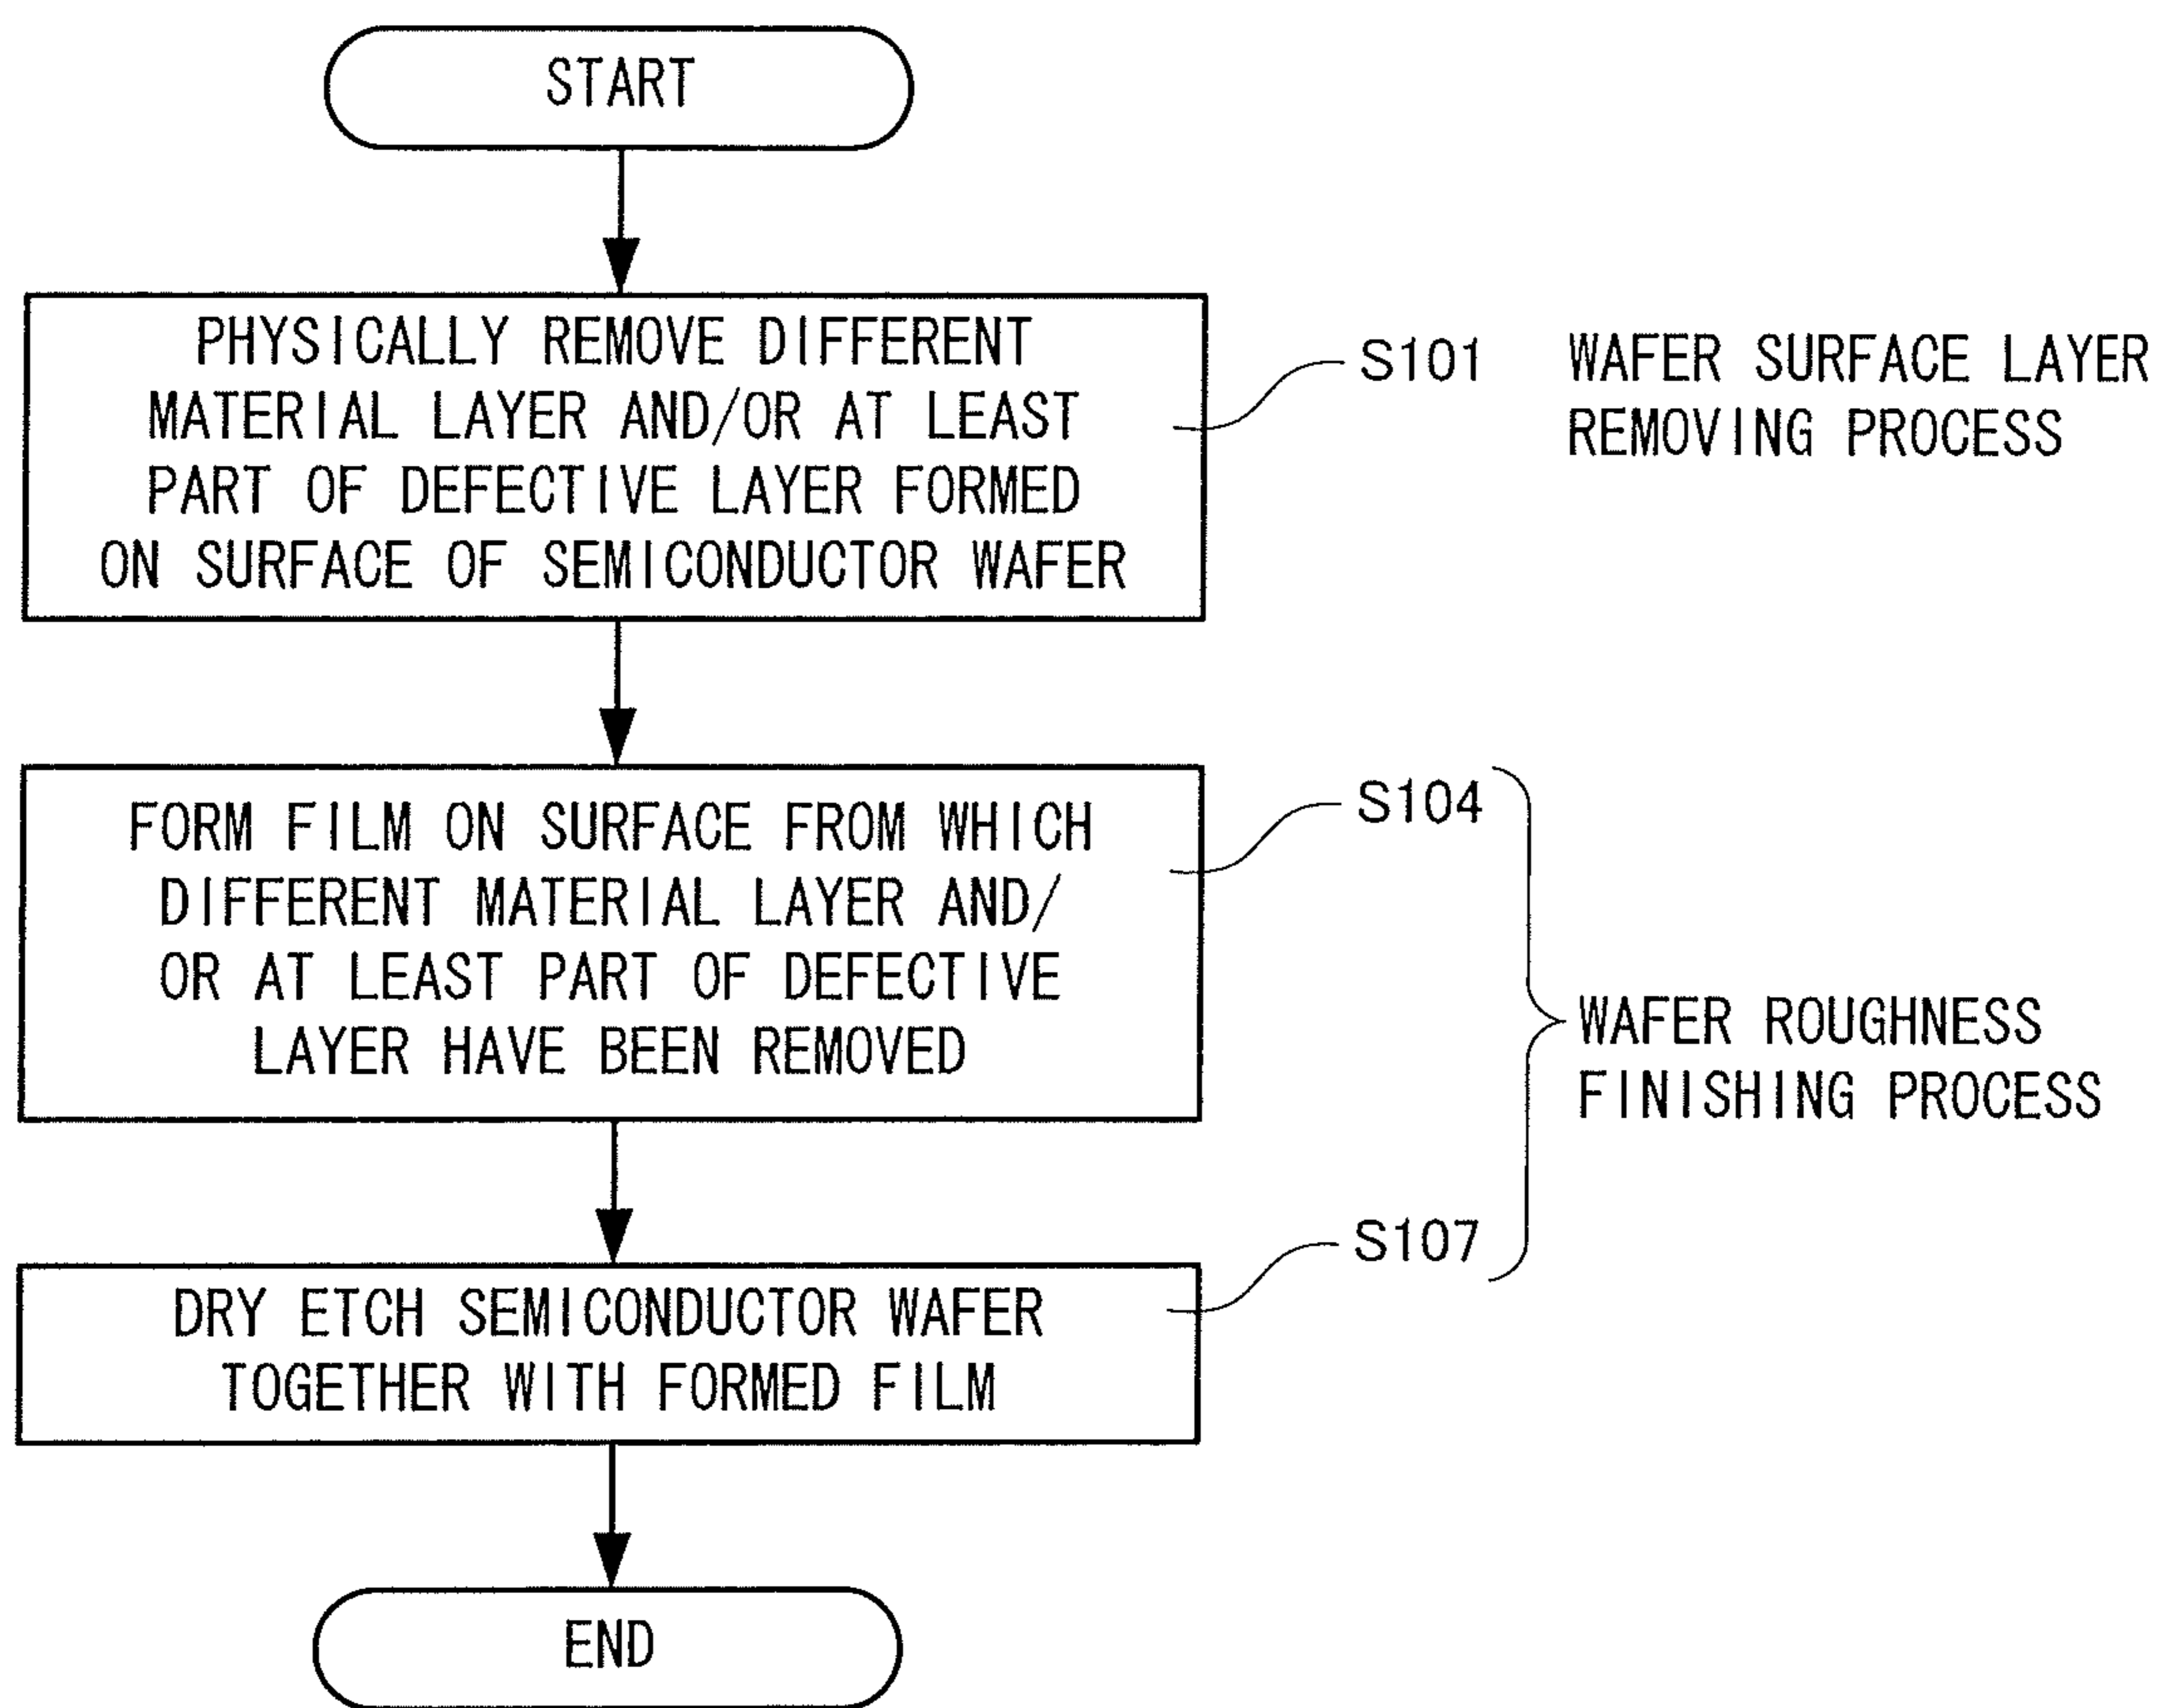 START
PHYSICALLY REMOVE DIFFERENT
MATERIAL LAYER AND/OR AT LEAST
PART OF DEFECTIVE LAYER FORMED
ON SURFACE OF SEMICONDUCTOR WAFER
S101
WAFER SURFACE LAYER
REMOVING PROCESS
FORM FILM ON SURFACE FROM WHICH
DIFFERENT MATERIAL LAYER AND/
OR AT LEAST PART OF DEFECTIVE
LAYER HAVE BEEN REMOVED
S104
WAFER ROUGHNESS
FINISHING PROCESS
S107
DRY ETCH SEMICONDUCTOR WAFER
TOGETHER WITH FORMED FILM
END